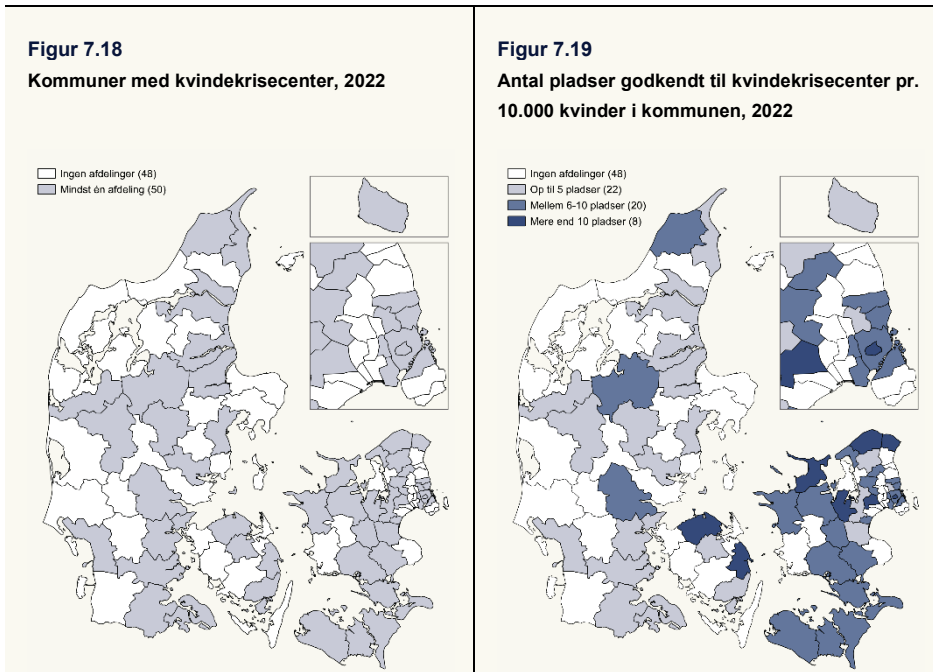 Figur 7.18
Kommuner med kvindekrisecenter, 2022
Ingen afdelinger (48)
Mindst én afdeling (50)
Figur 7.19
Antal pladser godkendt til kvindekrisecenter pr.
10.000 kvinder i kommunen, 2022
Ingen afdelinger (48)
Op til 5 pladser (22)
Mellem 6-10 pladser (20)
Mere end 10 pladser (8)